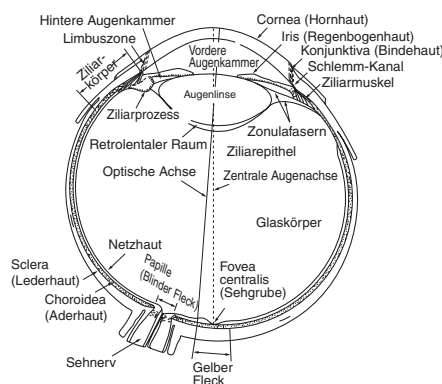 Hintere Augenkammer
Limbuszone
Ziliar-
körper
Vordere
Augenkammer
Cornea (Hornhaut)
Iris (Regenbogenhaut)
Konjunktiva (Bindehaut)
Schlemm-Kanal
Ziliarmuskel
Augenlinse
Ziliarprozess
Zonulafasern
Retrolentaler Raum
Ziliarepithel
Optische Achse
Zentrale Augenachse
Glaskörper
Netzhaut
Papille
(Blinder Fleck)
Fovea
centralis
(Sehgrube)
Sclera
(Lederhaut)
Choroidea
(Aderhaut)
Sehnerv
Gelber
Fleck